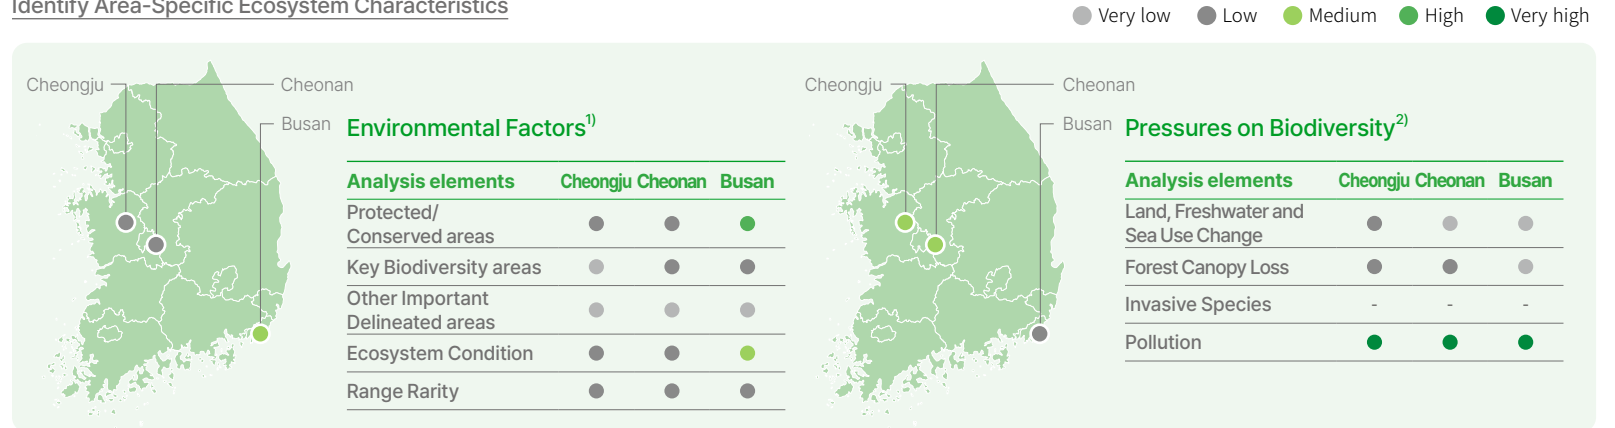 Identify Area-Specific Ecosystem Characteristics
Very low Low Medium High Very high
Cheongju
Cheonan
Busan
Environmental Factors1)
Analysis elements Cheongju Cheonan Busan
Protected/
Conserved areas
Key Biodiversity areas
Other Important
Delineated areas
Ecosystem Condition
Range Rarity
Cheongju
Cheonan
Busan
Pressures on Biodiversity2)
Analysis elements Cheongju Cheonan Busan
Land, Freshwater and
Sea Use Change
Forest Canopy Loss
Invasive Species - - -
Pollution